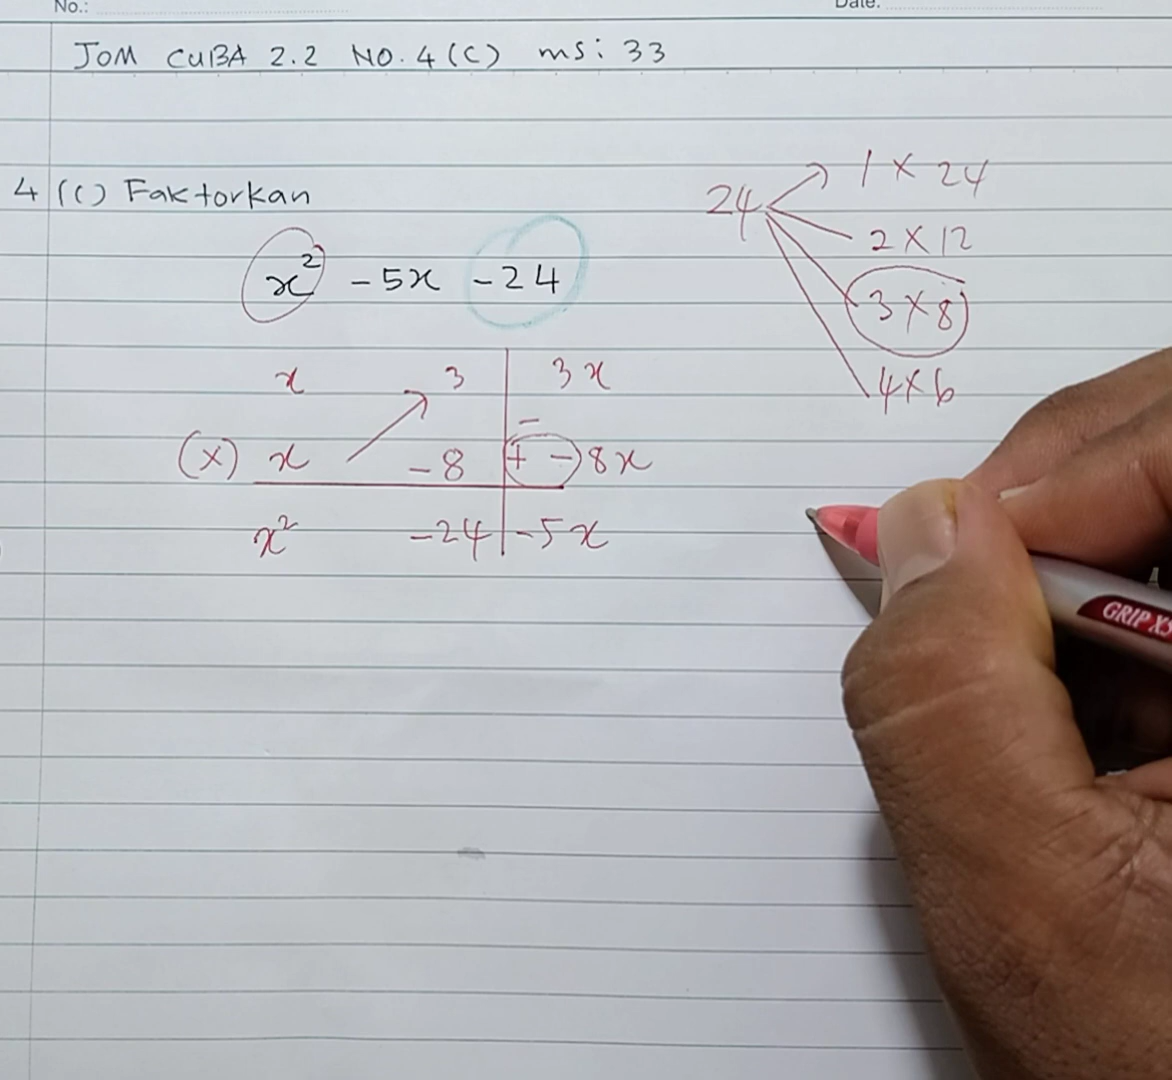 No.: Date:
JOM CUBA 2.2 NO. 4 (C) ms: 33
4 (c) Faktorkan
x² - 5x - 24
x 3 3x
(x) x -8 + - 8x
-
x² -24 -5x
24
1 × 24
2 × 12
3 × 8
4 × 6
GRIP X5